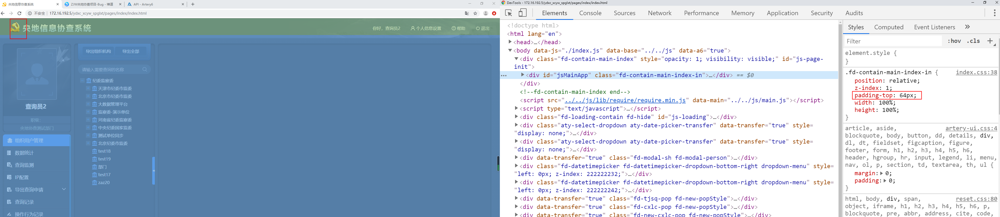 央地信息协查系统
ZJW央地协查项目-Bug - 禅道
API - Artery6
不安全 | 172.16.192.5/ydxc_xcyw_spglxt/pages/index/index.html
央地信息协查系统
你好，查询员2
个人信息设置
帮助
退出
查询员2
职级：
央地协查测试部门
组织用户管理
数据统计
查询监测
IP配置
导出查询申请
查询记录
操作行为记录
导出组织机构
导出全部
请输入需要查询的名称
纪委监察委
天津市纪委市监委
北京市纪委市监委
大数据管理平台
监察委-演示单位
河南省纪委监察委
中央纪委国家监委
测试单位同步
北京纪委市监委
test18
test19
部门
test17
zaz20
DevTools - 172.16.192.5/ydxc_xcyw_spglxt/pages/index/index.html
Elements Console Sources Network Performance Memory Application Security Audits
<!doctype html>
<html lang="en">
<head>…</head>
<body data-js="./index.js" data-base="../../js" data-a6="true">
<div class="fd-contain-main-index" style="opacity: 1; visibility: visible;" id="js-page-
init">
<div id="jsMainApp" class="fd-contain-main-index-in">…</div> == $0
</div>
<!--fd-contain-main-index end-->
<script src="../../js/lib/require/require.min.js" data-main="../../js/main.js"></script>
<script type="text/javascript">…</script>
<div class="fd-loading-contain fd-hide" id="js-loading">…</div>
<div class="aty-select-dropdown aty-date-picker-transfer" data-transfer="true" style=
"display: none;">…</div>
<div class="aty-select-dropdown aty-date-picker-transfer" data-transfer="true" style=
"display: none;">…</div>
<div data-transfer="true" class="fd-modal-sh fd-modal-person">…</div>
<div class="fd-datetimepicker fd-datetimepicker-dropdown-bottom-right dropdown-menu" style=
"left: 0px; z-index: 222222232;">…</div>
<div class="fd-datetimepicker fd-datetimepicker-dropdown-bottom-right dropdown-menu" style=
"left: 0px; z-index: 222222242;">…</div>
<div class="fd-tjsq-pop fd-new-popStyle">…</div>
<div class="fd-cxlc-pop fd-new-popStyle">…</div>
<div class="fd-new-cxlc-pop fd-new-popStyle">…</div>
Styles Computed Event Listeners »
Filter :hov .cls +
element.style {
}
.fd-contain-main-index-in { index.css:38
position: relative;
z-index: 1;
padding-top: 64px;
width: 100%;
height: 100%;
}
article, aside, artery-ui.css:4
blockquote, body, button, dd, details, div,
dl, dt, fieldset, figcaption, figure,
footer, form, h1, h2, h3, h4, h5, h6,
header, hgroup, hr, input, legend, li, menu,
nav, ol, p, section, td, textarea, th, ul {
margin: 0;
padding: 0;
}
html, body, div, span, reset.css:80
object, iframe, h1, h2, h3, h4, h5, h6, p,
blockquote, pre, abbr, address, cite, code,